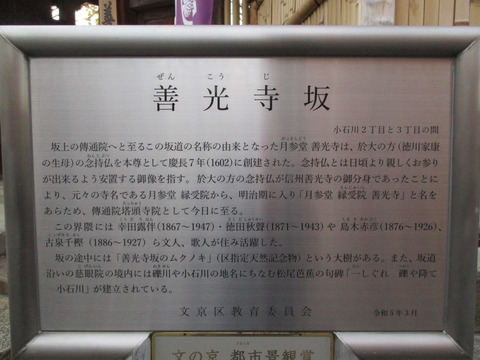 ぜん こう じ
善光寺坂
小石川2丁目と3丁目の間
坂上の傳通院へと至るこの坂道の名称の由来となった月参堂 善光寺は、於大の方(徳川家康
の生母)の念持仏を本尊として慶長7年(1602)に創建された。念持仏とは日頃より親しくお参り
が出来るよう安置する御像を指す。於大の方の念持仏が信州善光寺の御分身であったことに
より、元々の寺名である月参堂 縁受院から、明治期に入り「月参堂 縁受院 善光寺」と名を
あらため、傳通院塔頭寺院として今日に至る。
この界隈には幸田露伴(1867~1947)・徳田秋聲(1871~1943)や島木赤彦(1876~1926)、
古泉千樫(1886~1927)ら文人、歌人が住み活躍した。
坂の途中には「善光寺坂のムクノキ」(区指定天然記念物)という大樹がある。また、坂道
沿いの慈眼院の境内には礫川や小石川の地名にちなむ松尾芭蕉の句碑「一しぐれ 礫や降て
小石川」が建立されている。
文京区教育委員会
令和5年3月
文の京 都市景観賞